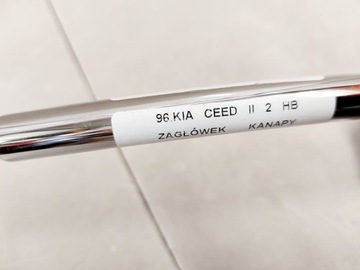 96.KIA CEED II 2 HB
ZAGŁÓWEK KANAPY